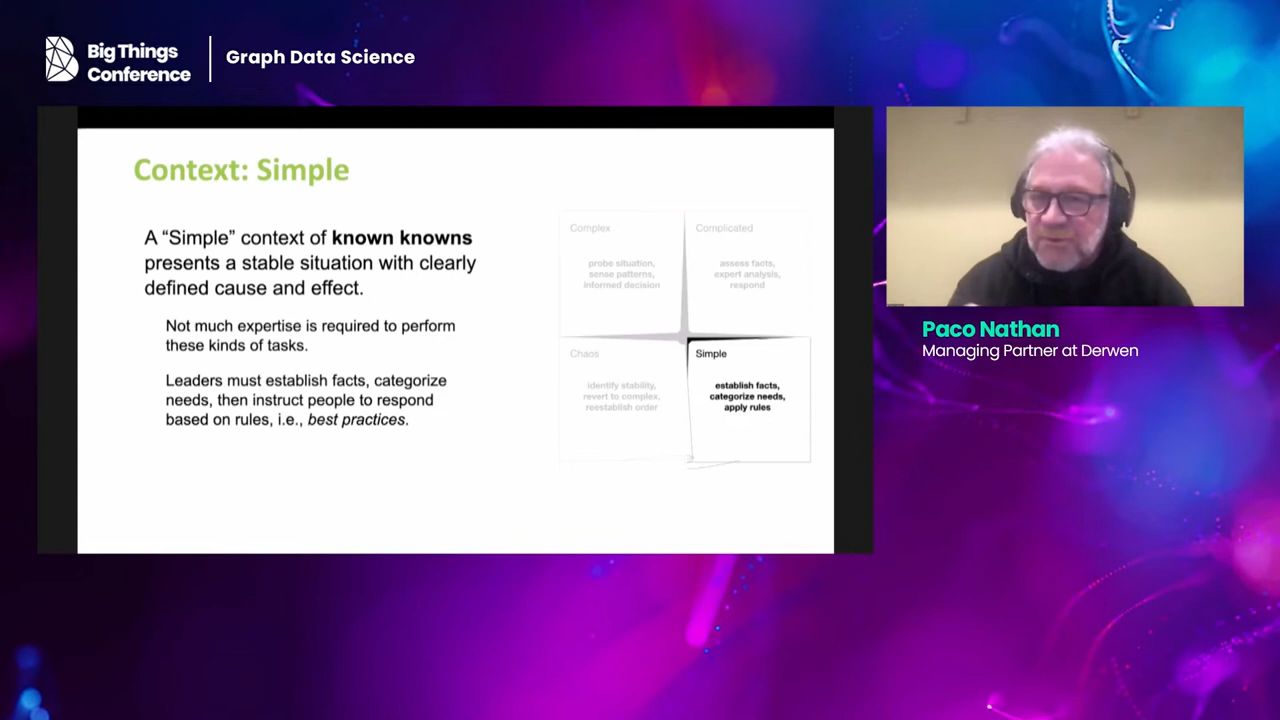 Big Things
Conference
Graph Data Science
Context: Simple
A “Simple” context of known knowns
presents a stable situation with clearly
defined cause and effect.
Not much expertise is required to perform
these kinds of tasks.
Leaders must establish facts, categorize
needs, then instruct people to respond
based on rules, i.e., best practices.
Complex
probe situation,
sense patterns,
informed decision
Complicated
assess facts,
expert analysis,
respond
Chaos
identify stability,
revert to complex,
reestablish order
Simple
establish facts,
categorize needs,
apply rules
Paco Nathan
Managing Partner at Derwen